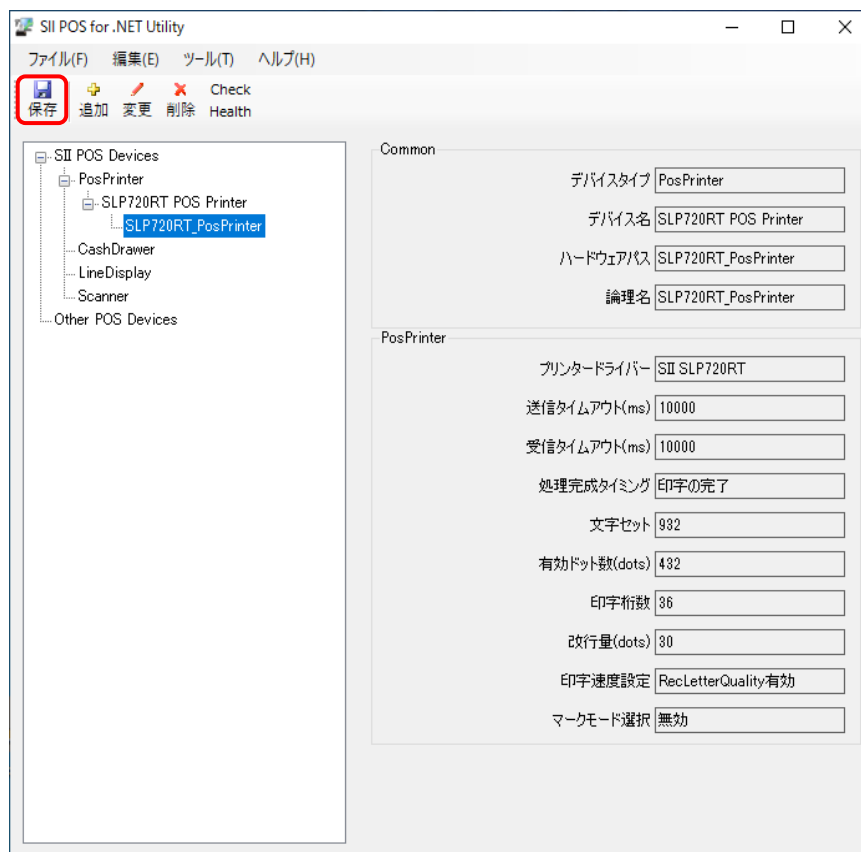 SII POS for .NET Utility
ファイル(F) 編集(E) ツール(T) ヘルプ(H)
保存 追加 変更 削除 Check Health
SII POS Devices
PosPrinter
SLP720RT POS Printer
SLP720RT_PosPrinter
CashDrawer
LineDisplay
Scanner
Other POS Devices
Common
デバイスタイプ PosPrinter
デバイス名 SLP720RT POS Printer
ハードウェアパス SLP720RT_PosPrinter
論理名 SLP720RT_PosPrinter
PosPrinter
プリンタードライバー SII SLP720RT
送信タイムアウト(ms) 10000
受信タイムアウト(ms) 10000
処理完成タイミング 印字の完了
文字セット 932
有効ドット数(dots) 432
印字桁数 36
改行量(dots) 30
印字速度設定 RecLetterQuality有効
マークモード選択 無効